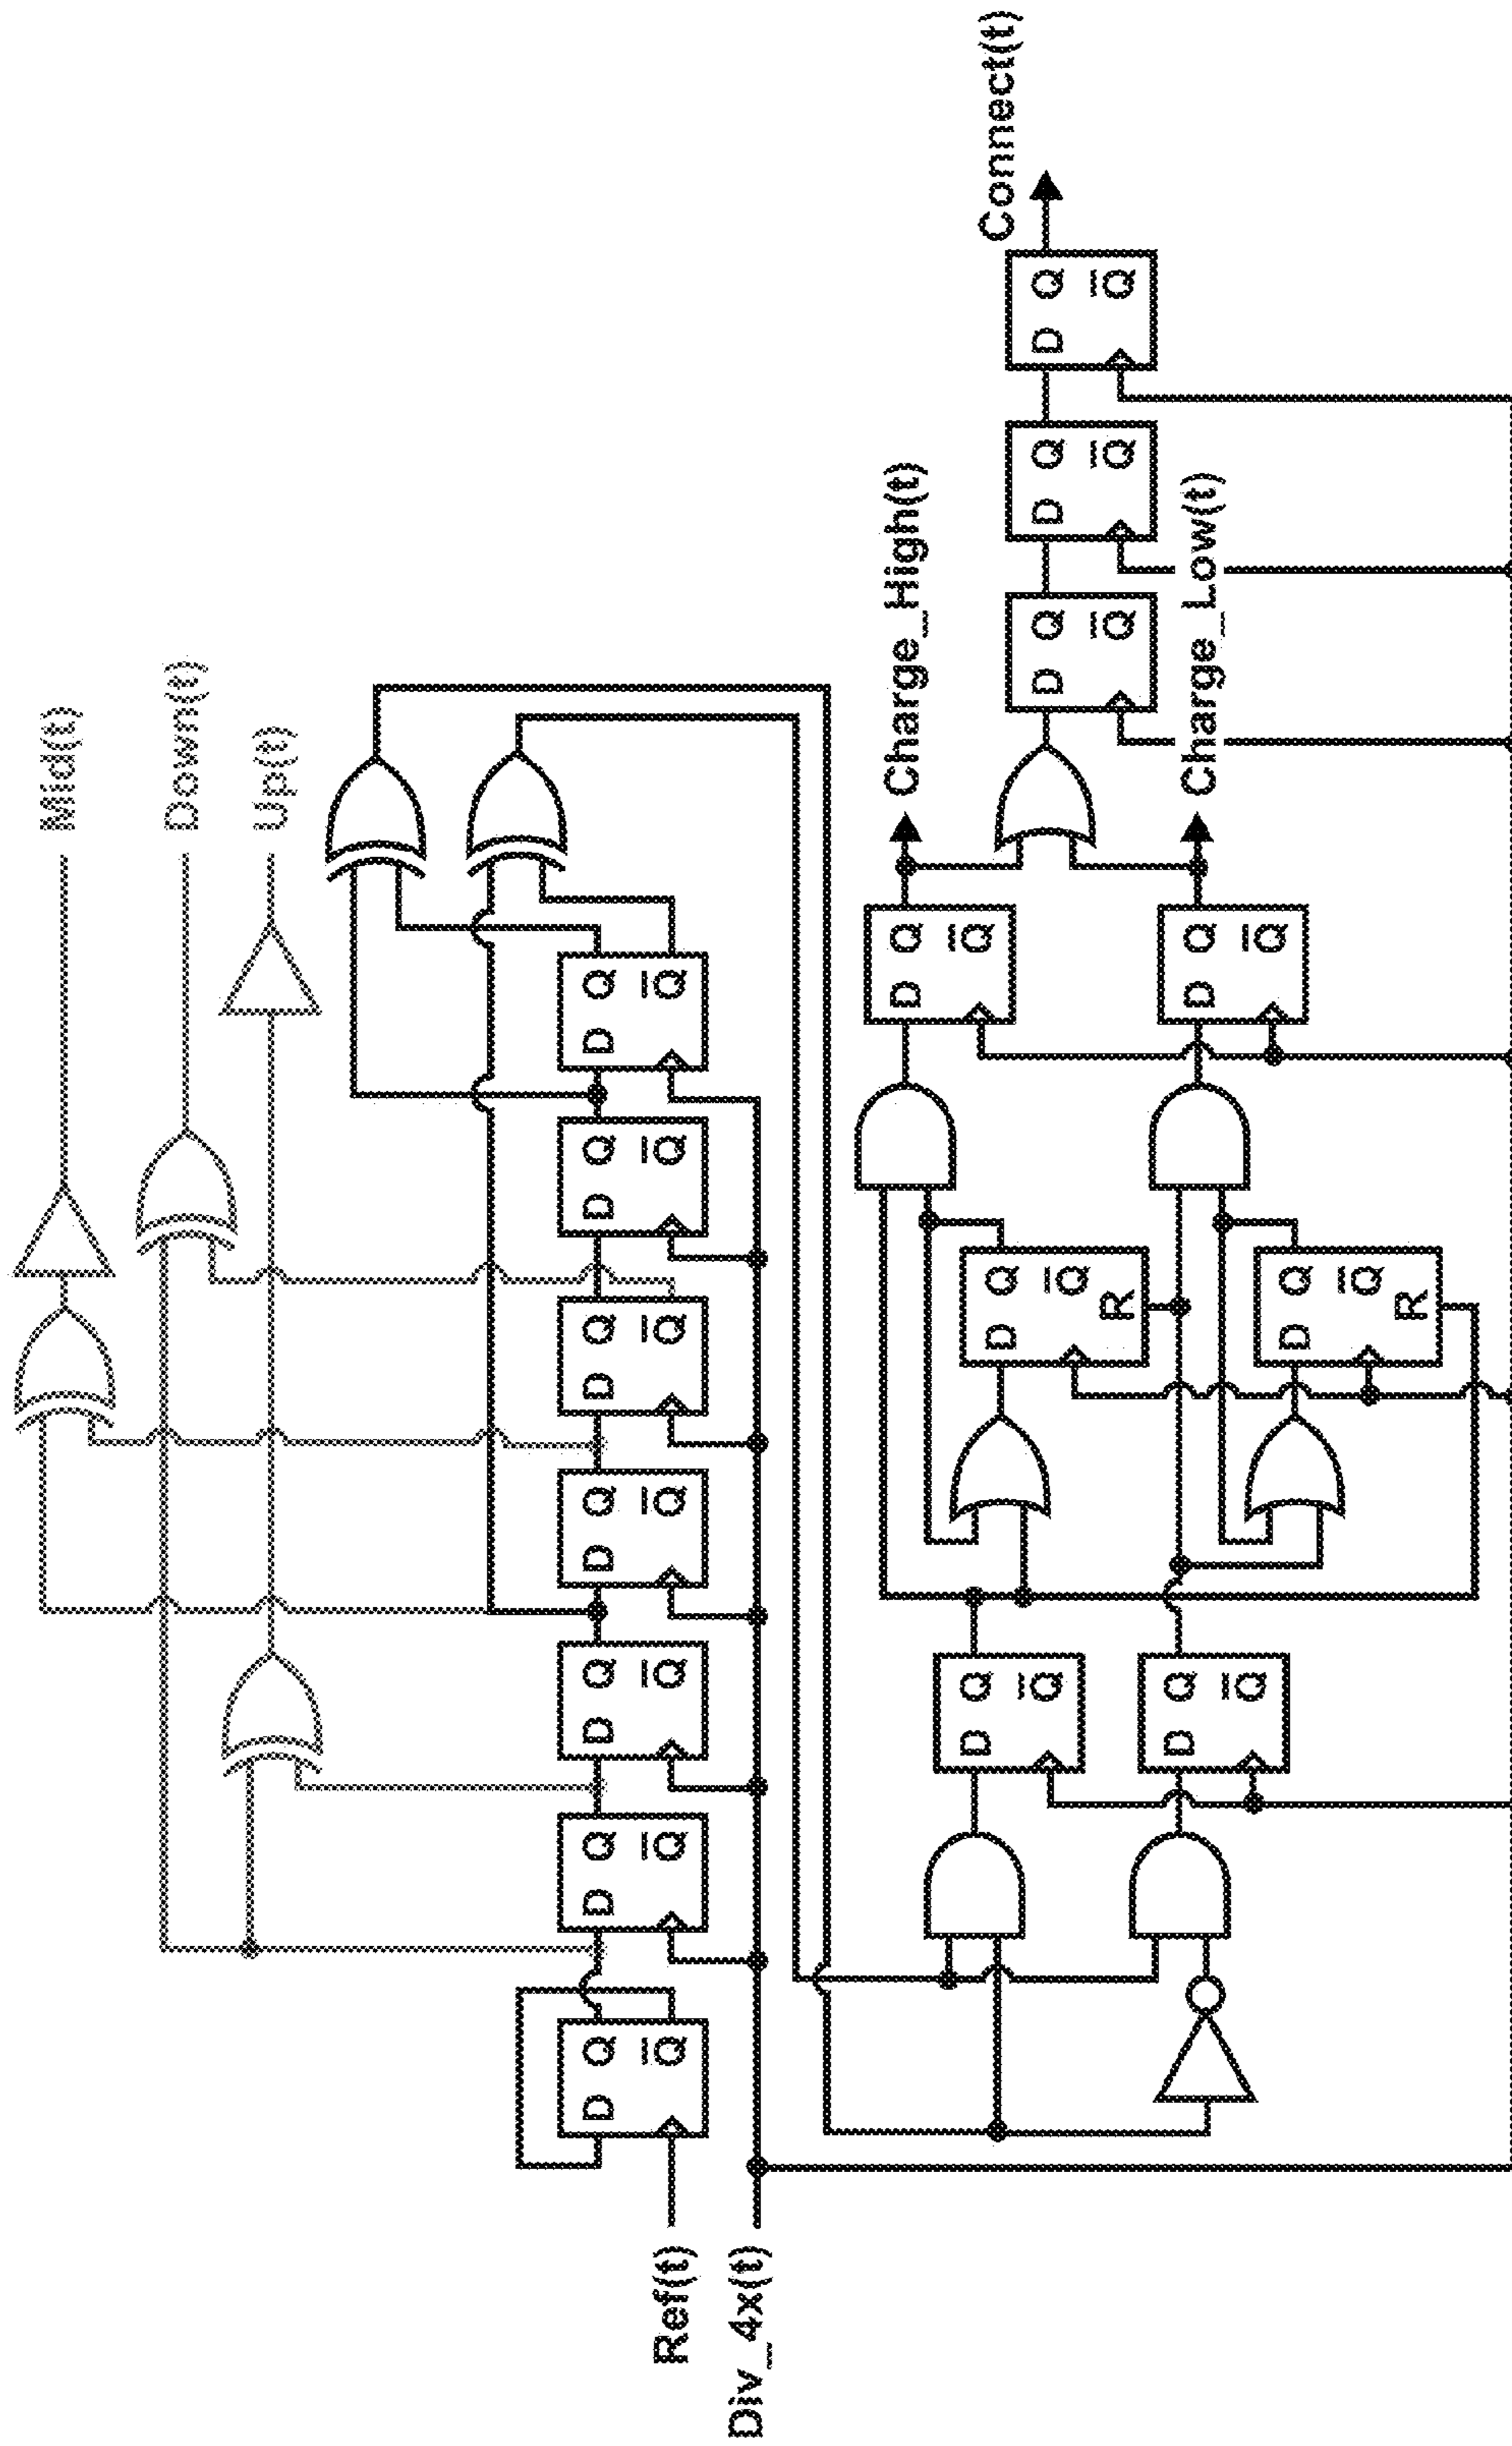 Mid(t)
Down(t)
Up(t)
D Q D Q D Q D Q D Q D Q D Q
Ref(t) Q̅ Q̅ Q̅ Q̅ Q̅ Q̅ Q̅
Div_4x(t)
D Q Charge_High(t)
D Q Q̅
D Q Connect(t)
Q̅ Q̅ D Q D Q D Q
R Q̅ Q̅ Q̅
D Q D Q Charge_Low(t)
Q̅ Q̅
D Q
Q̅
R